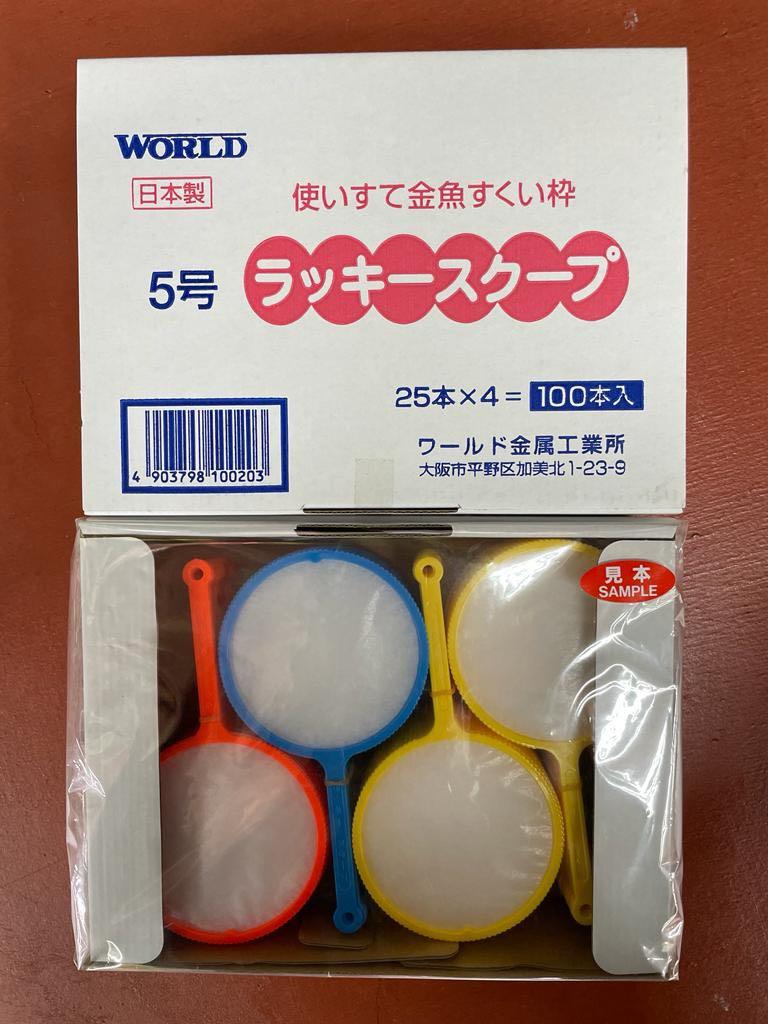 WORLD
日本製
使いすて金魚すくい枠
5号
ラッキースクープ
25本×4=100本入
4 903798 100203
ワールド金属工業所
大阪市平野区加美北1-23-9
見本
SAMPLE